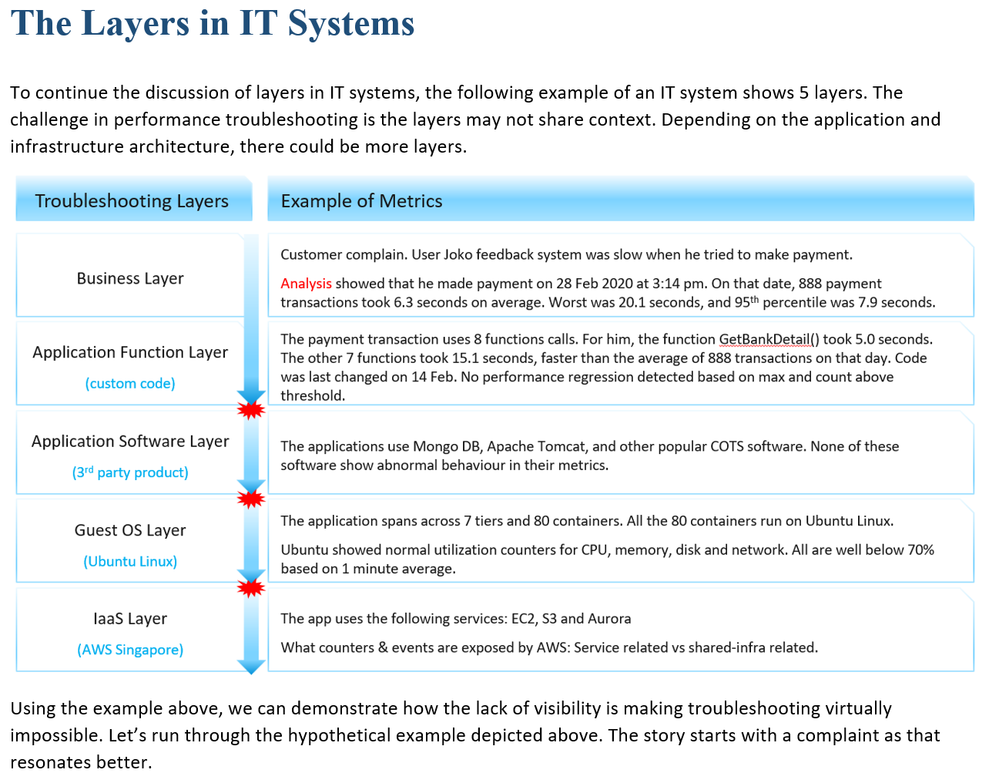 The Layers in IT Systems
To continue the discussion of layers in IT systems, the following example of an IT system shows 5 layers. The
challenge in performance troubleshooting is the layers may not share context. Depending on the application and
infrastructure architecture, there could be more layers.
Troubleshooting Layers
Example of Metrics
Business Layer
Customer complain. User Joko feedback system was slow when he tried to make payment.
Analysis showed that he made payment on 28 Feb 2020 at 3:14 pm. On that date, 888 payment
transactions took 6.3 seconds on average. Worst was 20.1 seconds, and 95th percentile was 7.9 seconds.
Application Function Layer
(custom code)
The payment transaction uses 8 functions calls. For him, the function GetBankDetail() took 5.0 seconds.
The other 7 functions took 15.1 seconds, faster than the average of 888 transactions on that day. Code
was last changed on 14 Feb. No performance regression detected based on max and count above
threshold.
Application Software Layer
(3rd party product)
The applications use Mongo DB, Apache Tomcat, and other popular COTS software. None of these
software show abnormal behaviour in their metrics.
Guest OS Layer
(Ubuntu Linux)
The application spans across 7 tiers and 80 containers. All the 80 containers run on Ubuntu Linux.
Ubuntu showed normal utilization counters for CPU, memory, disk and network. All are well below 70%
based on 1 minute average.
IaaS Layer
(AWS Singapore)
The app uses the following services: EC2, S3 and Aurora
What counters & events are exposed by AWS: Service related vs shared-infra related.
Using the example above, we can demonstrate how the lack of visibility is making troubleshooting virtually
impossible. Let’s run through the hypothetical example depicted above. The story starts with a complaint as that
resonates better.